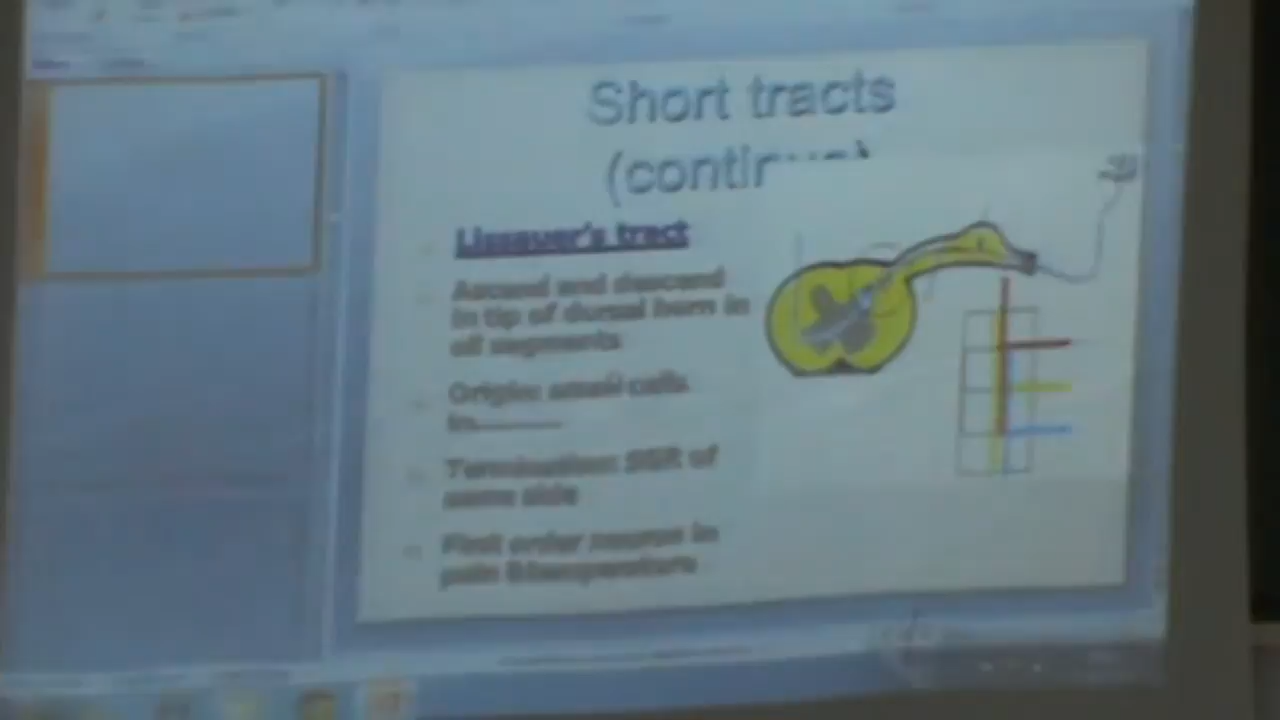 Short tracts
(contin
Lissauer's tract
Ascend and descend
in tip of dorsal horn in
all segments
Origin: small cells
in
Termination: SGR of
same side
First order neuron in
pain &temperature